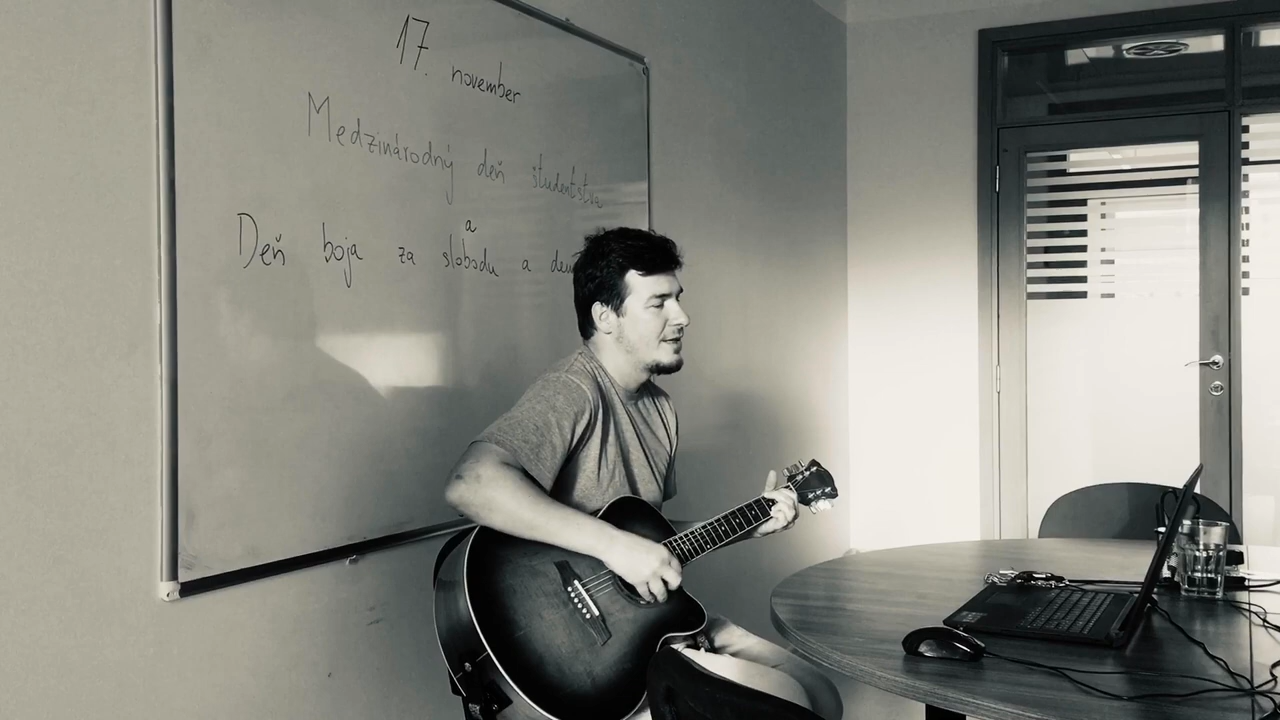 17. november
Medzinárodný deň študentstva
a
Deň boja za slobodu a